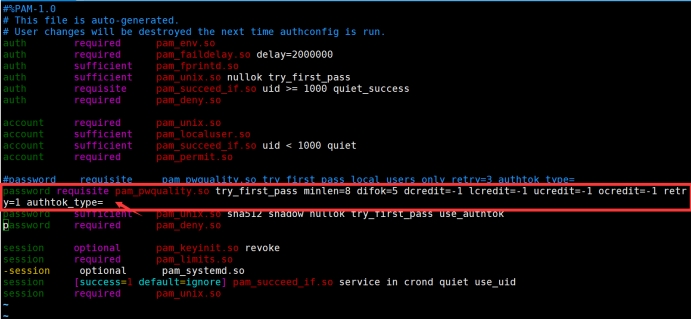 #%PAM-1.0
# This file is auto-generated.
# User changes will be destroyed the next time authconfig is run.
auth required pam_env.so
auth required pam_faildelay.so delay=2000000
auth sufficient pam_fprintd.so
auth sufficient pam_unix.so nullok try_first_pass
auth requisite pam_succeed_if.so uid >= 1000 quiet_success
auth required pam_deny.so
account required pam_unix.so
account sufficient pam_localuser.so
account sufficient pam_succeed_if.so uid < 1000 quiet
account required pam_permit.so
#password requisite pam_pwquality.so try_first_pass local_users_only retry=3 authtok_type=
password requisite pam_pwquality.so try_first_pass minlen=8 difok=5 dcredit=-1 lcredit=-1 ucredit=-1 ocredit=-1 retr
y=1 authtok_type=
password sufficient pam_unix.so sha512 shadow nullok try_first_pass use_authtok
password required pam_deny.so
session optional pam_keyinit.so revoke
session required pam_limits.so
-session optional pam_systemd.so
session [success=1 default=ignore] pam_succeed_if.so service in crond quiet use_uid
session required pam_unix.so
~
~